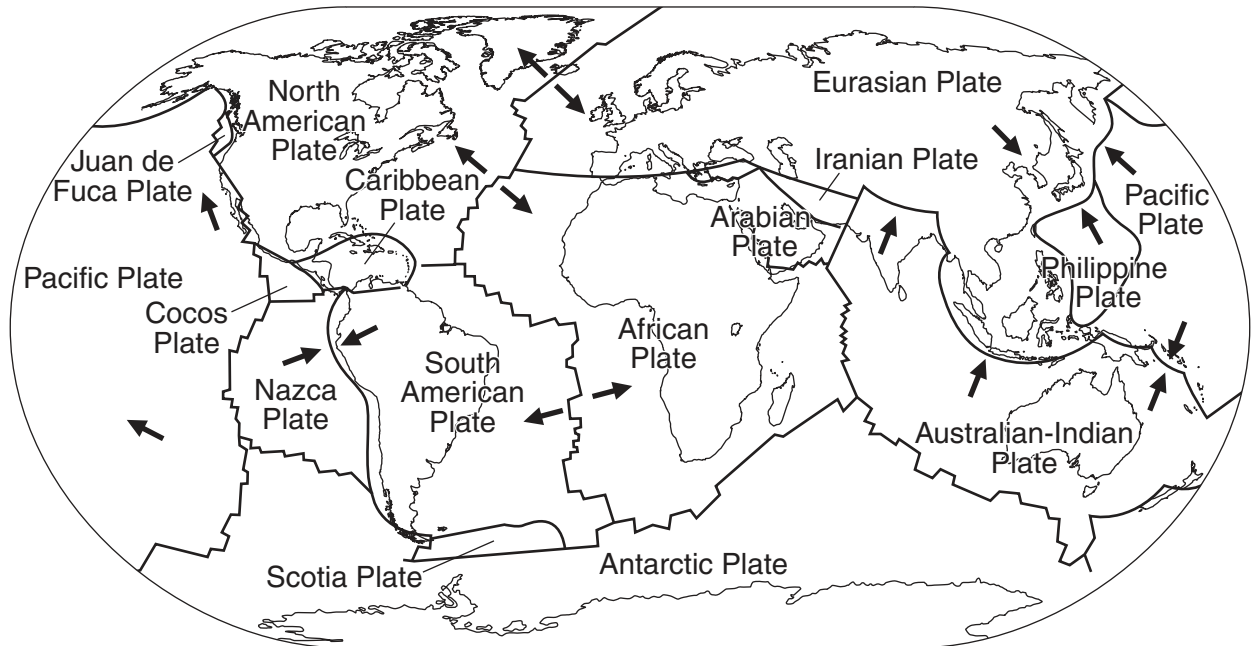 North
American
Plate
Eurasian Plate
Juan de
Fuca Plate
Caribbean
Plate
Iranian Plate
Arabian
Plate
Pacific
Plate
Pacific Plate
Cocos
Plate
Philippine
Plate
African
Plate
South
American
Plate
Nazca
Plate
Australian-Indian
Plate
Scotia Plate
Antarctic Plate